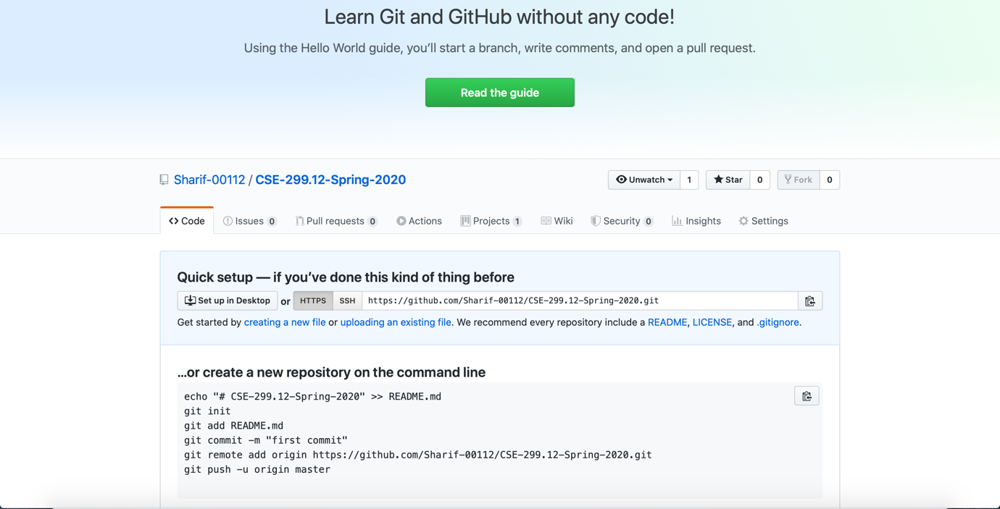 Learn Git and GitHub without any code!
Using the Hello World guide, you’ll start a branch, write comments, and open a pull request.
Read the guide
Sharif-00112 / CSE-299.12-Spring-2020 Unwatch 1 Star 0 Fork 0
Code Issues 0 Pull requests 0 Actions Projects 1 Wiki Security 0 Insights Settings
Quick setup — if you’ve done this kind of thing before
Set up in Desktop or HTTPS SSH https://github.com/Sharif-00112/CSE-299.12-Spring-2020.git
Get started by creating a new file or uploading an existing file. We recommend every repository include a README, LICENSE, and .gitignore.
…or create a new repository on the command line
echo "# CSE-299.12-Spring-2020" >> README.md
git init
git add README.md
git commit -m "first commit"
git remote add origin https://github.com/Sharif-00112/CSE-299.12-Spring-2020.git
git push -u origin master